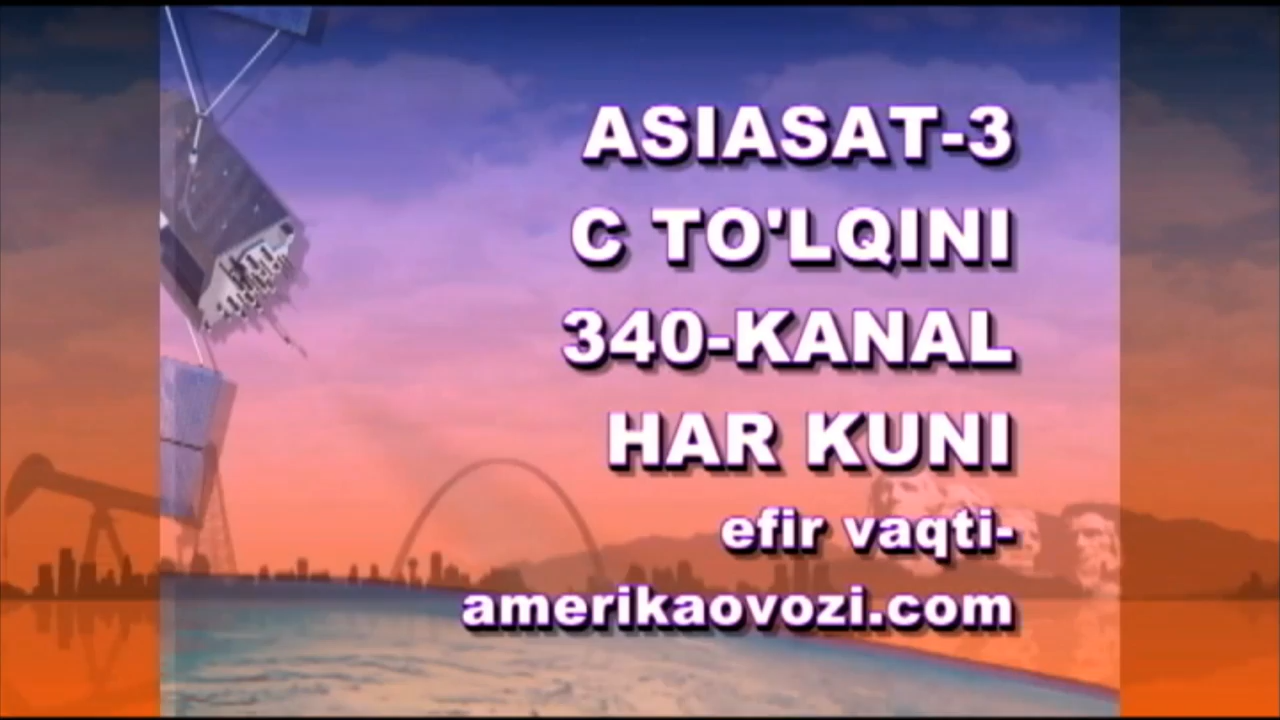 ASIASAT-3
C TO'LQINI
340-KANAL
HAR KUNI
efir vaqti-
amerikaovozi.com